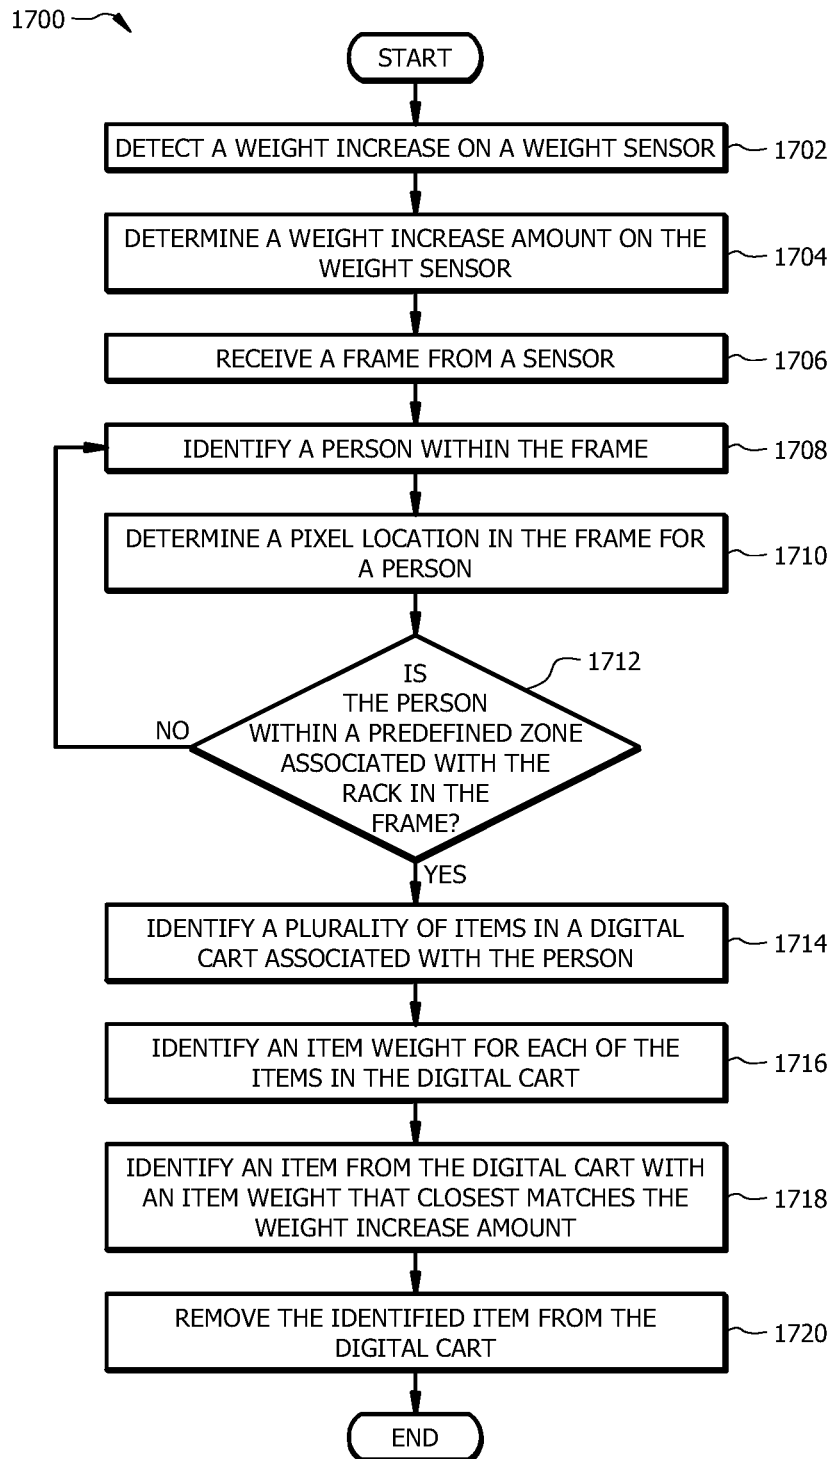 1700
START
DETECT A WEIGHT INCREASE ON A WEIGHT SENSOR
1702
DETERMINE A WEIGHT INCREASE AMOUNT ON THE
WEIGHT SENSOR
1704
RECEIVE A FRAME FROM A SENSOR
1706
IDENTIFY A PERSON WITHIN THE FRAME
1708
DETERMINE A PIXEL LOCATION IN THE FRAME FOR
A PERSON
1710
IS
THE PERSON
WITHIN A PREDEFINED ZONE
ASSOCIATED WITH THE
RACK IN THE
FRAME?
1712
NO
YES
IDENTIFY A PLURALITY OF ITEMS IN A DIGITAL
CART ASSOCIATED WITH THE PERSON
1714
IDENTIFY AN ITEM WEIGHT FOR EACH OF THE
ITEMS IN THE DIGITAL CART
1716
IDENTIFY AN ITEM FROM THE DIGITAL CART WITH
AN ITEM WEIGHT THAT CLOSEST MATCHES THE
WEIGHT INCREASE AMOUNT
1718
REMOVE THE IDENTIFIED ITEM FROM THE
DIGITAL CART
1720
END